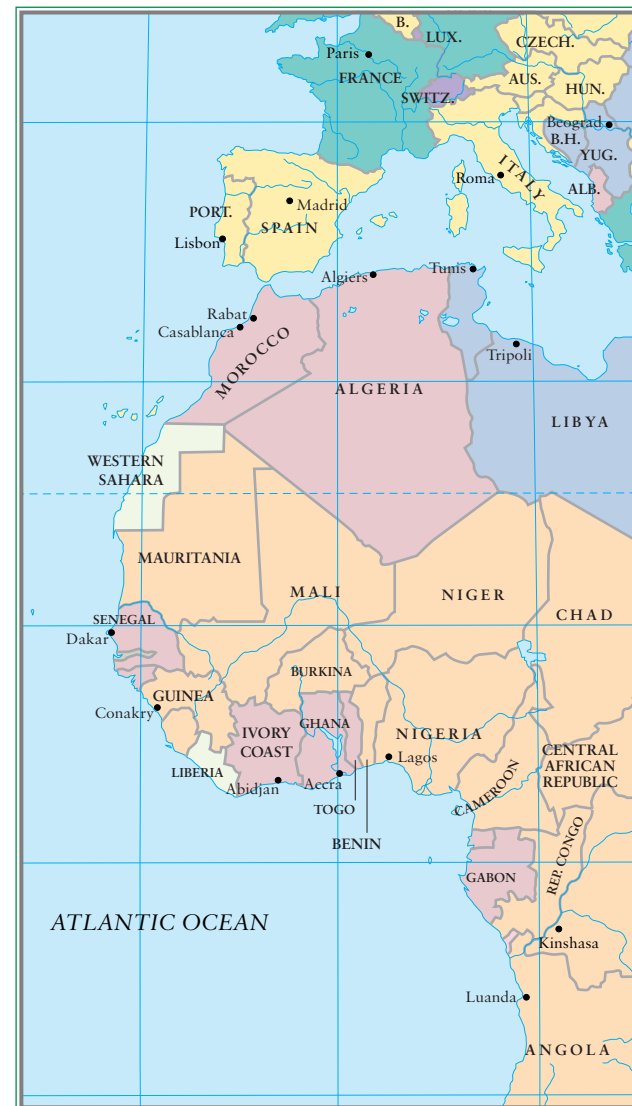 B.
LUX.
CZECH.
Paris
FRANCE
AUS.
SWITZ.
HUN.
Beograd
B.H.
YUG.
ITALY
Roma
ALB.
Madrid
PORT.
SPAIN
Lisbon
Algiers
Tunis
Rabat
Casablanca
MOROCCO
Tripoli
ALGERIA
LIBYA
WESTERN
SAHARA
MAURITANIA
MALI
NIGER
CHAD
SENEGAL
Dakar
BURKINA
GUINEA
Conakry
GHANA
IVORY
COAST
NIGERIA
Lagos
CENTRAL
AFRICAN
REPUBLIC
LIBERIA
Abidjan
Accra
CAMEROON
TOGO
BENIN
REP. CONGO
GABON
ATLANTIC OCEAN
Kinshasa
Luanda
ANGOLA